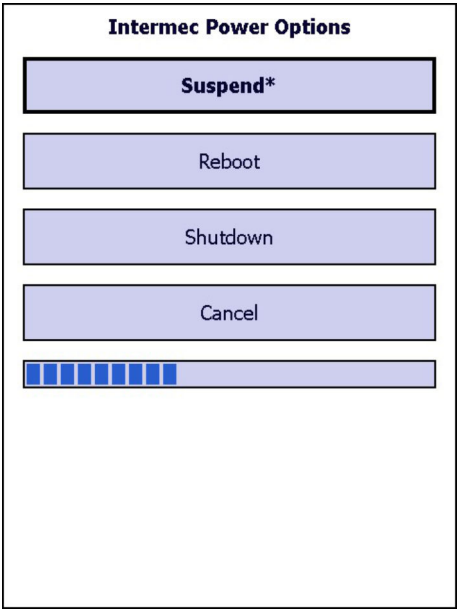 Intermec Power Options
Suspend*
Reboot
Shutdown
Cancel